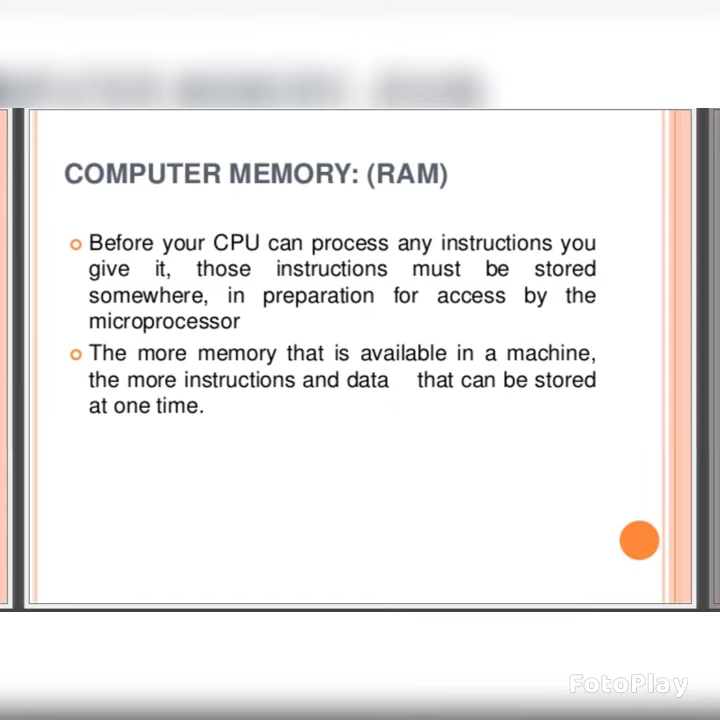 COMPUTER MEMORY: (RAM)
Before your CPU can process any instructions you
give it, those instructions must be stored
somewhere, in preparation for access by the
microprocessor
The more memory that is available in a machine,
the more instructions and data that can be stored
at one time.
FotoPlay